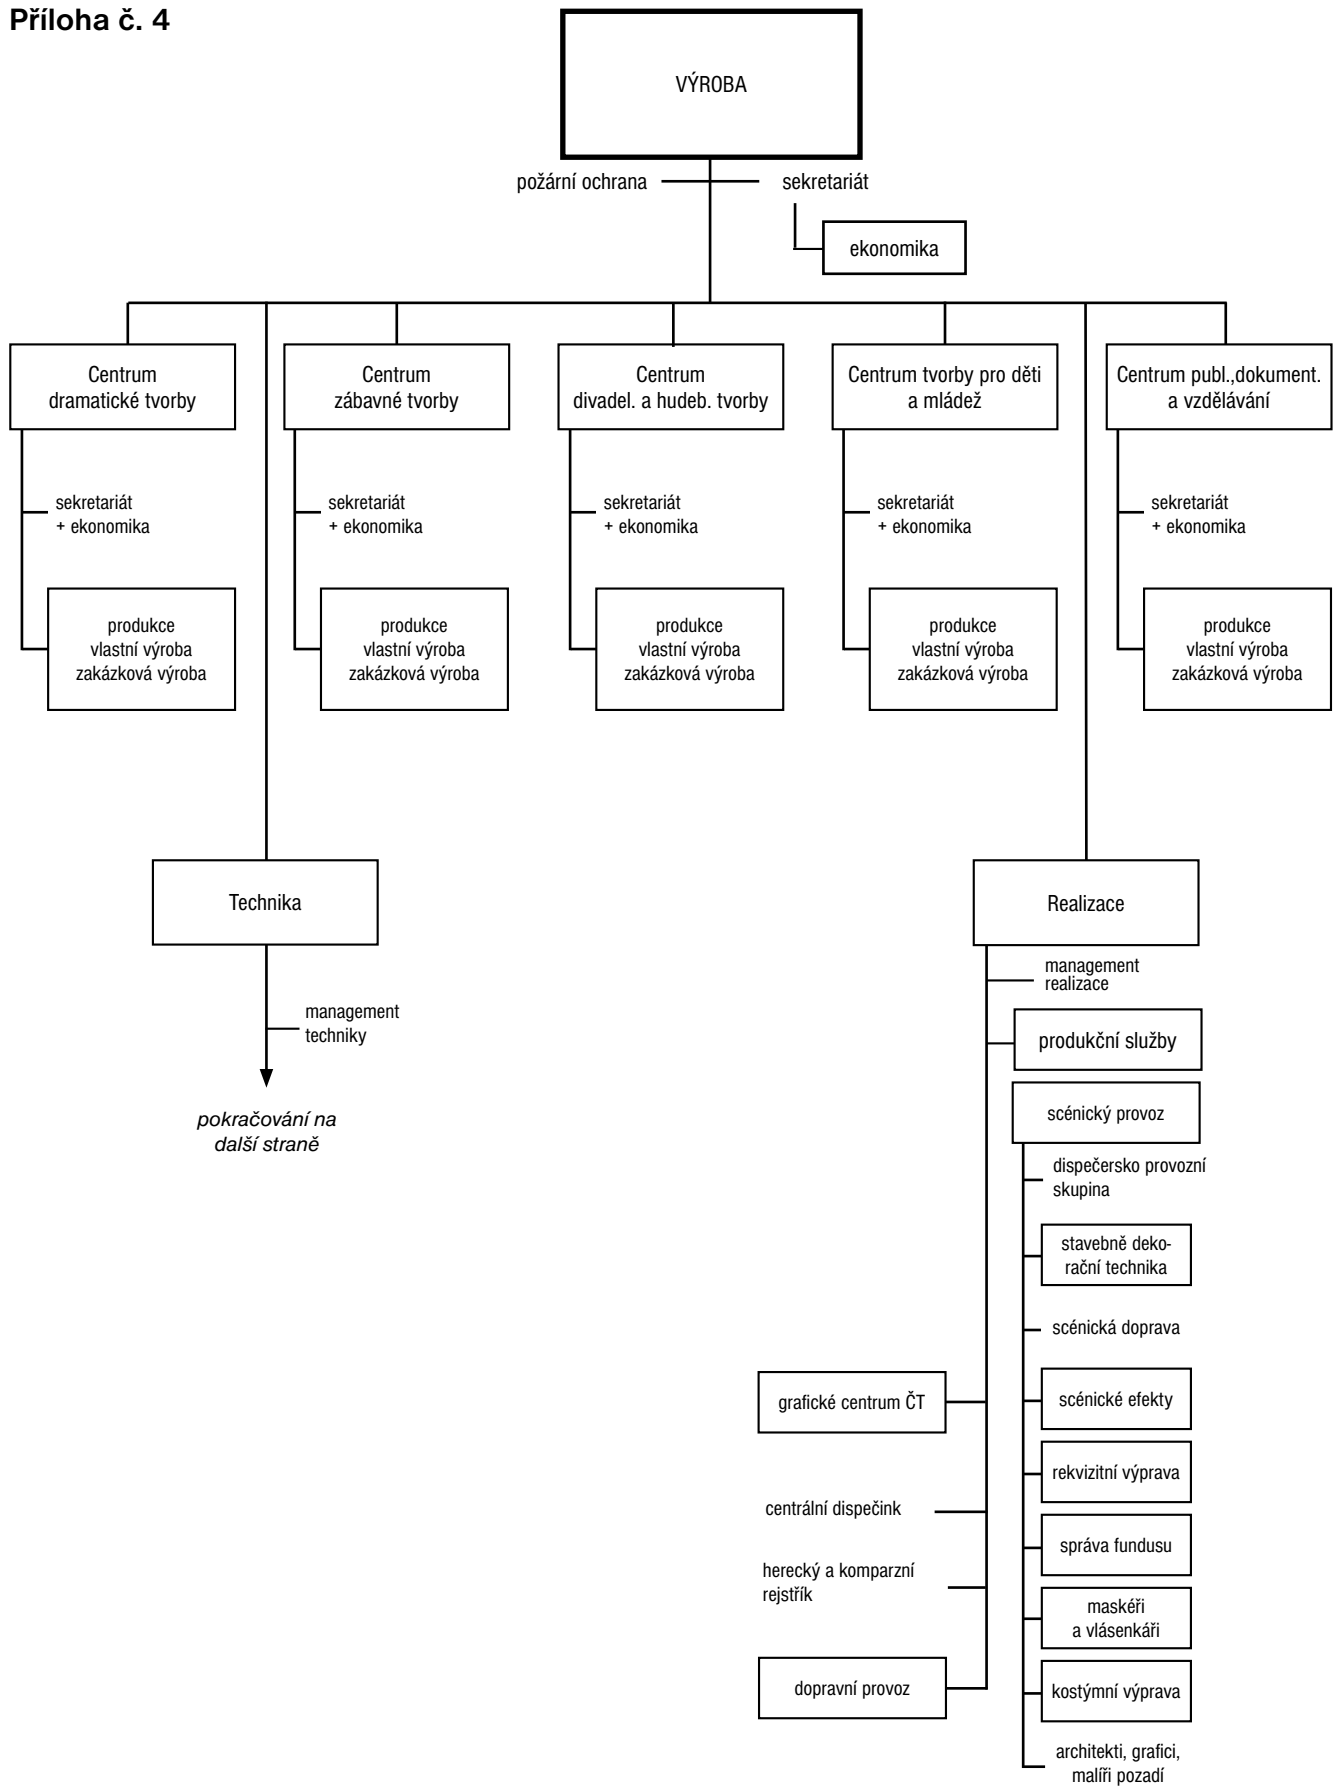 Příloha č. 4
VÝROBA
požární ochrana
sekretariát
ekonomika
Centrum
dramatické tvorby
Centrum
zábavné tvorby
Centrum
divadel. a hudeb. tvorby
Centrum tvorby pro děti
a mládež
Centrum publ.,dokument.
a vzdělávání
sekretariát
+ ekonomika
sekretariát
+ ekonomika
sekretariát
+ ekonomika
sekretariát
+ ekonomika
sekretariát
+ ekonomika
produkce
vlastní výroba
zakázková výroba
produkce
vlastní výroba
zakázková výroba
produkce
vlastní výroba
zakázková výroba
produkce
vlastní výroba
zakázková výroba
produkce
vlastní výroba
zakázková výroba
Technika
management
techniky
pokračování na
další straně
Realizace
management
realizace
produkční služby
scénický provoz
dispečersko provozní
skupina
stavebně deko-
rační technika
scénická doprava
scénické efekty
rekvizitní výprava
správa fundusu
maskéři
a vlásenkáři
kostýmní výprava
architekti, grafici,
malíři pozadí
grafické centrum ČT
centrální dispečink
herecký a komparzní
rejstřík
dopravní provoz